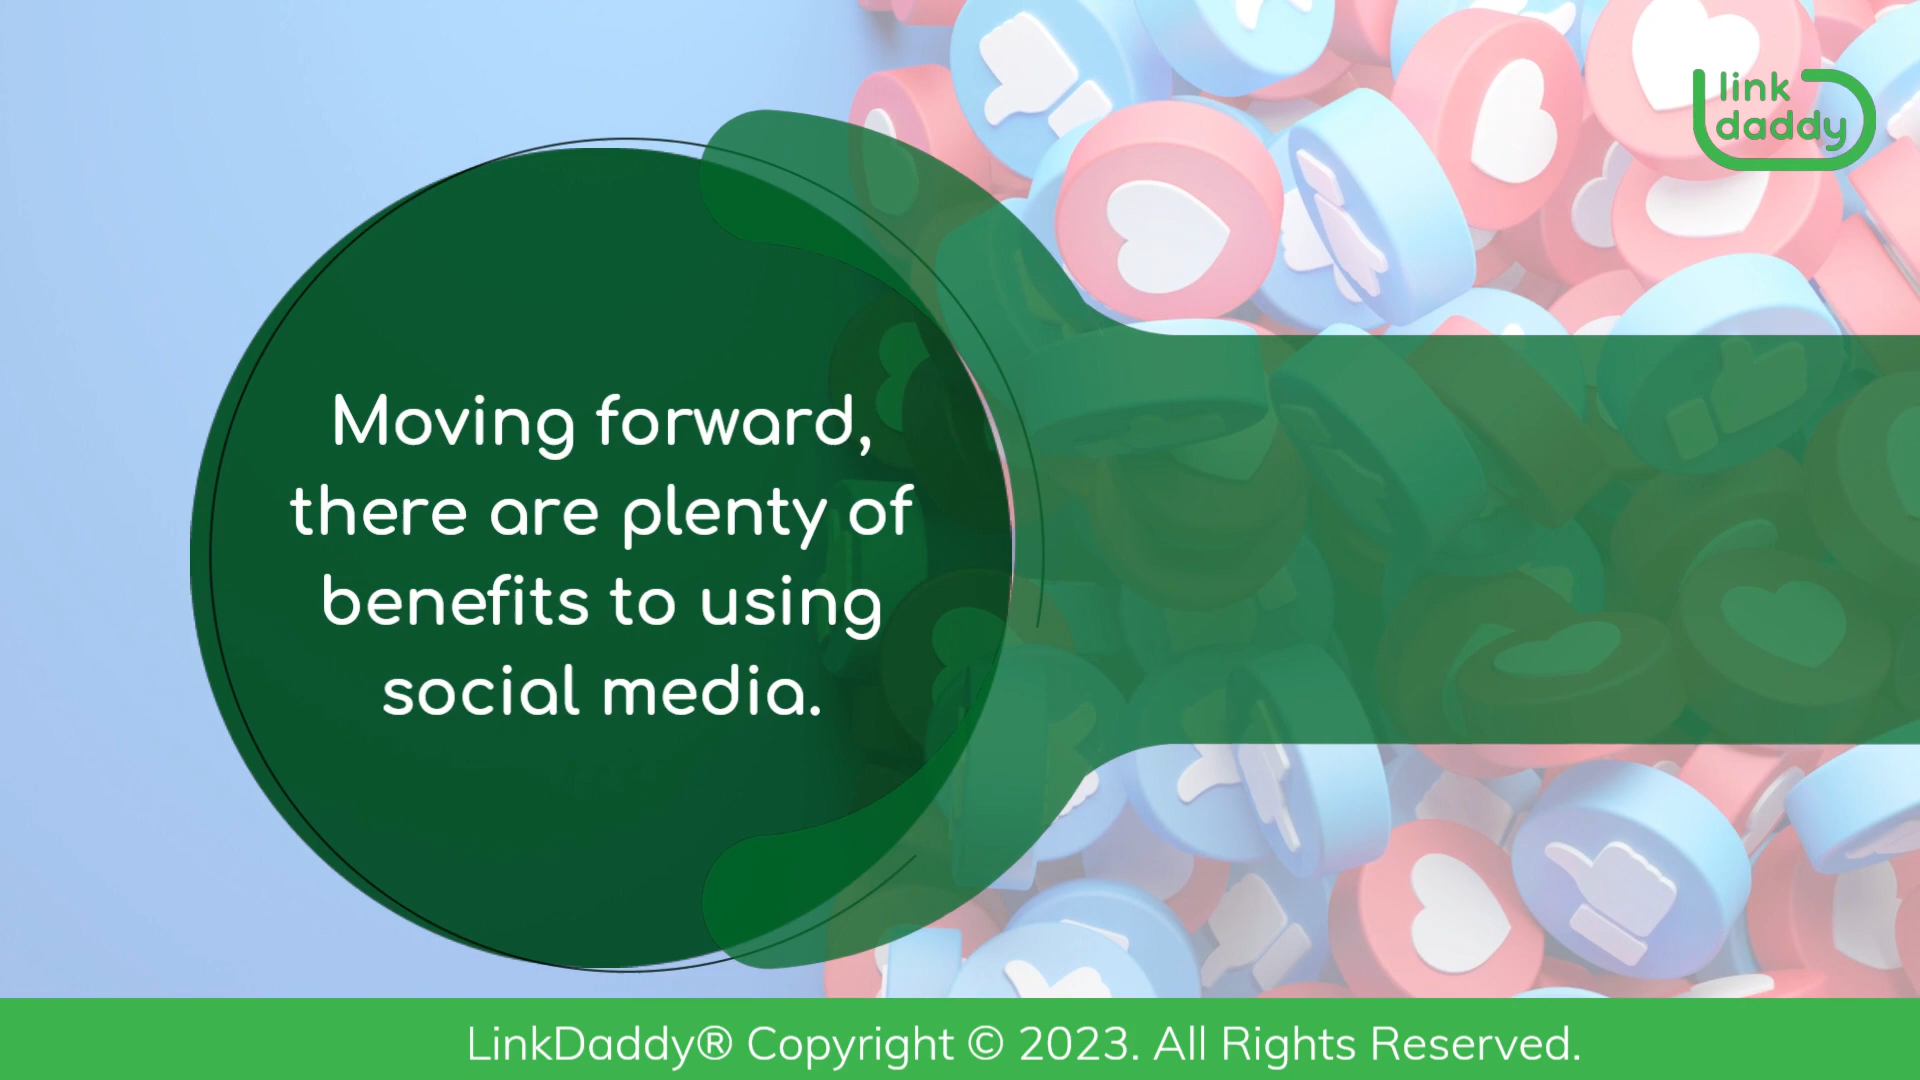 link
daddy
Moving forward,
there are plenty of
benefits to using
social media.
LinkDaddy® Copyright © 2023. All Rights Reserved.